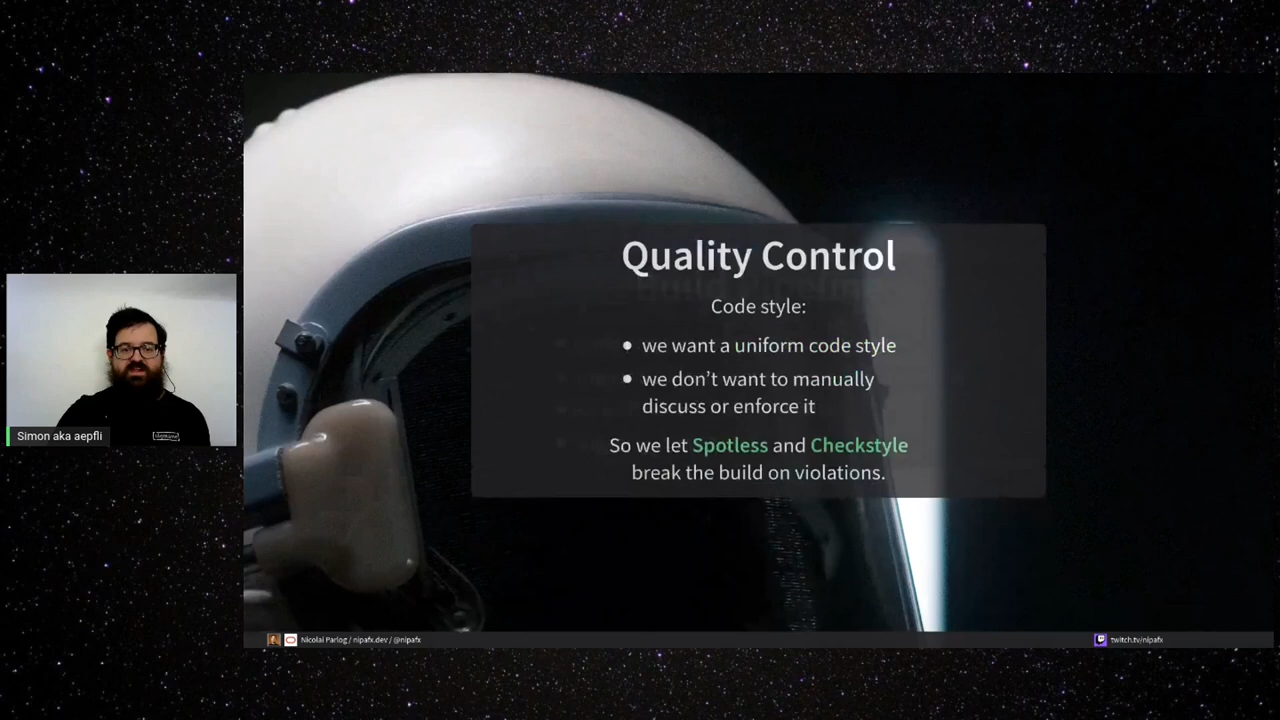 Quality Control
Code style:
• we want a uniform code style
• we don't want to manually
discuss or enforce it
So we let Spotless and Checkstyle
break the build on violations.
Simon aka aepfli
Nicolai Parlog / nipafx.dev / @nipafx
twitch.tv/nipafx